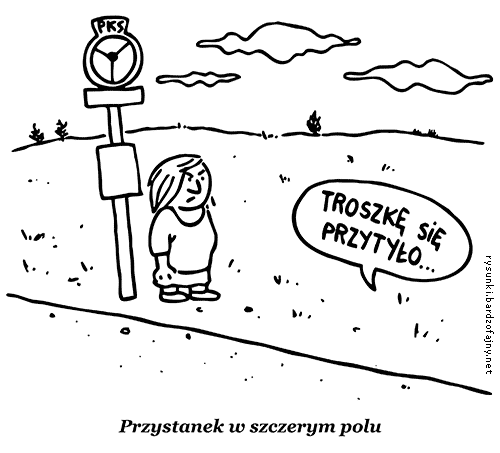 PKS
TROSZKĘ SIĘ
PRZYTYŁO...
rysunki.bardzofajny.net
Przystanek w szczerym polu